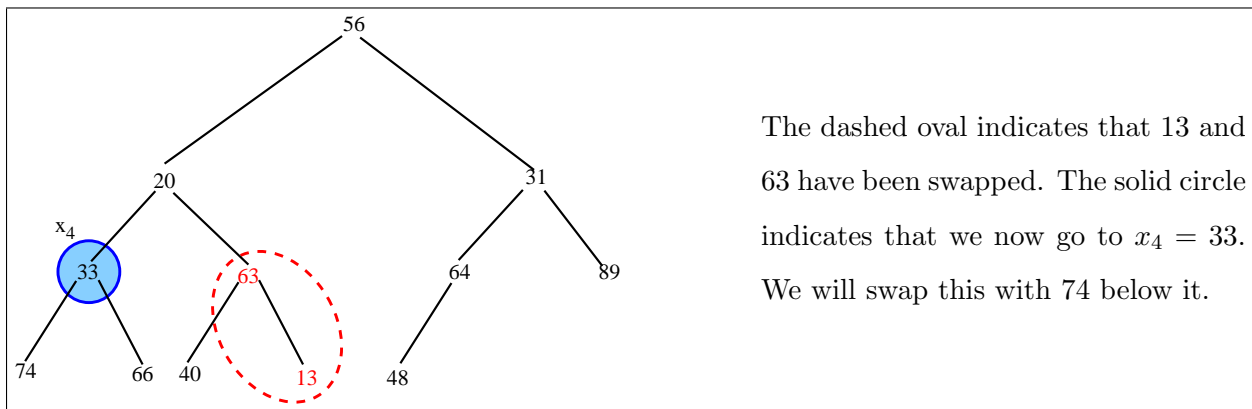 56
20
31
x4
33
63
64
89
74
66
40
13
48
The dashed oval indicates that 13 and
63 have been swapped. The solid circle
indicates that we now go to x4 = 33.
We will swap this with 74 below it.